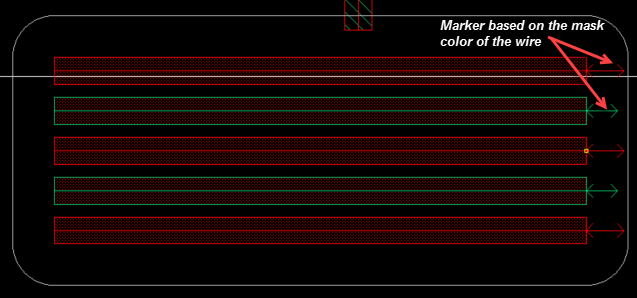 Marker based on the mask
color of the wire